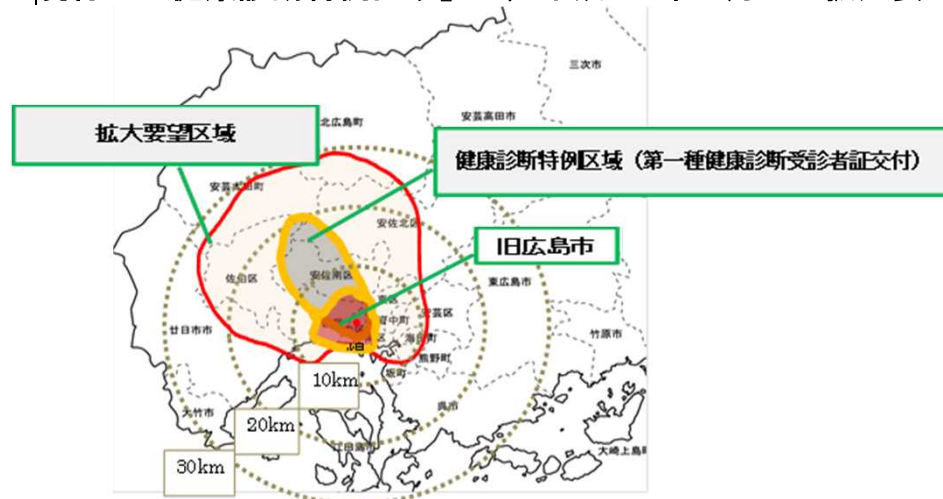 三次市
安芸高田市
北広島町
拡大要望区域
健康診断特例区域（第一種健康診断受診者証交付）
安芸太田町
安佐北区
旧広島市
佐伯区
安佐南区
東広島市
安芸区
府中町
廿日市市
海田町
竹原市
熊野町
坂町
10km
呉市
大竹市
20km
江田島市
大崎上島町
30km